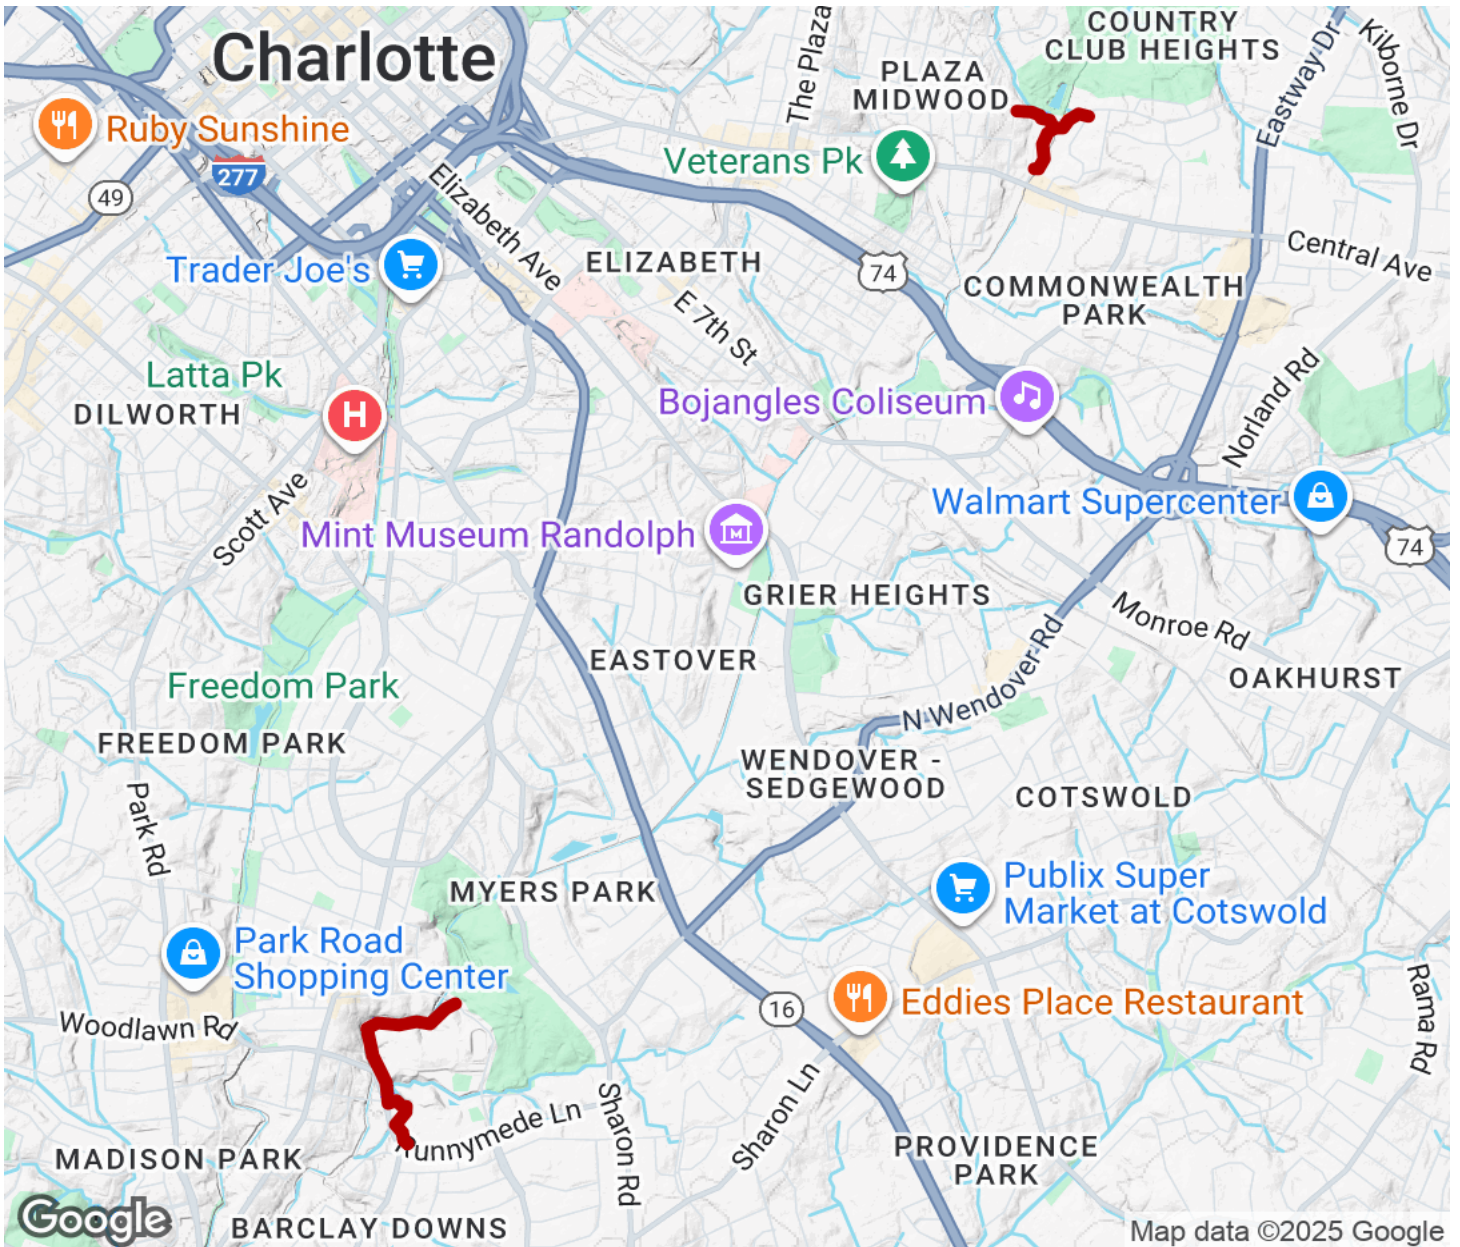 Charlotte
COUNTRY
CLUB HEIGHTS
Kilborne Dr
Eastway Dr
The Plaza
PLAZA
MIDWOOD
Ruby Sunshine
Veterans Pk
277
49
Elizabeth Ave
Central Ave
Trader Joe's
ELIZABETH
74
COMMONWEALTH
PARK
E 7th St
Latta Pk
DILWORTH
H
Bojangles Coliseum
Norland Rd
Walmart Supercenter
Scott Ave
Mint Museum Randolph
M
74
GRIER HEIGHTS
Monroe Rd
EASTOVER
OAKHURST
Freedom Park
N Wendover Rd
FREEDOM PARK
WENDOVER -
SEDGEWOOD
COTSWOLD
Park Rd
MYERS PARK
Publix Super
Market at Cotswold
Park Road
Shopping Center
16
Eddies Place Restaurant
Rama Rd
Woodlawn Rd
Sharon Ln
Sharon Rd
unnymede Ln
MADISON PARK
PROVIDENCE
PARK
Google
BARCLAY DOWNS
Map data ©2025 Google